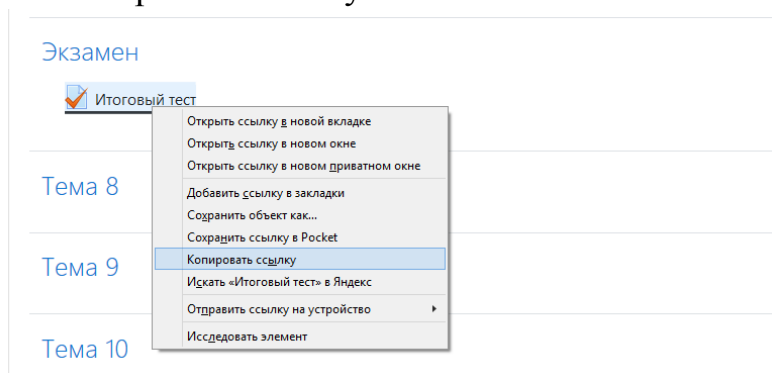 Экзамен
Итоговый тест
Открыть ссылку в новой вкладке
Открыть ссылку в новом окне
Открыть ссылку в новом приватном окне
Добавить ссылку в закладки
Сохранить объект как...
Сохранить ссылку в Pocket
Копировать ссылку
Искать «Итоговый тест» в Яндекс
Отправить ссылку на устройство
Исследовать элемент
Тема 8
Тема 9
Тема 10